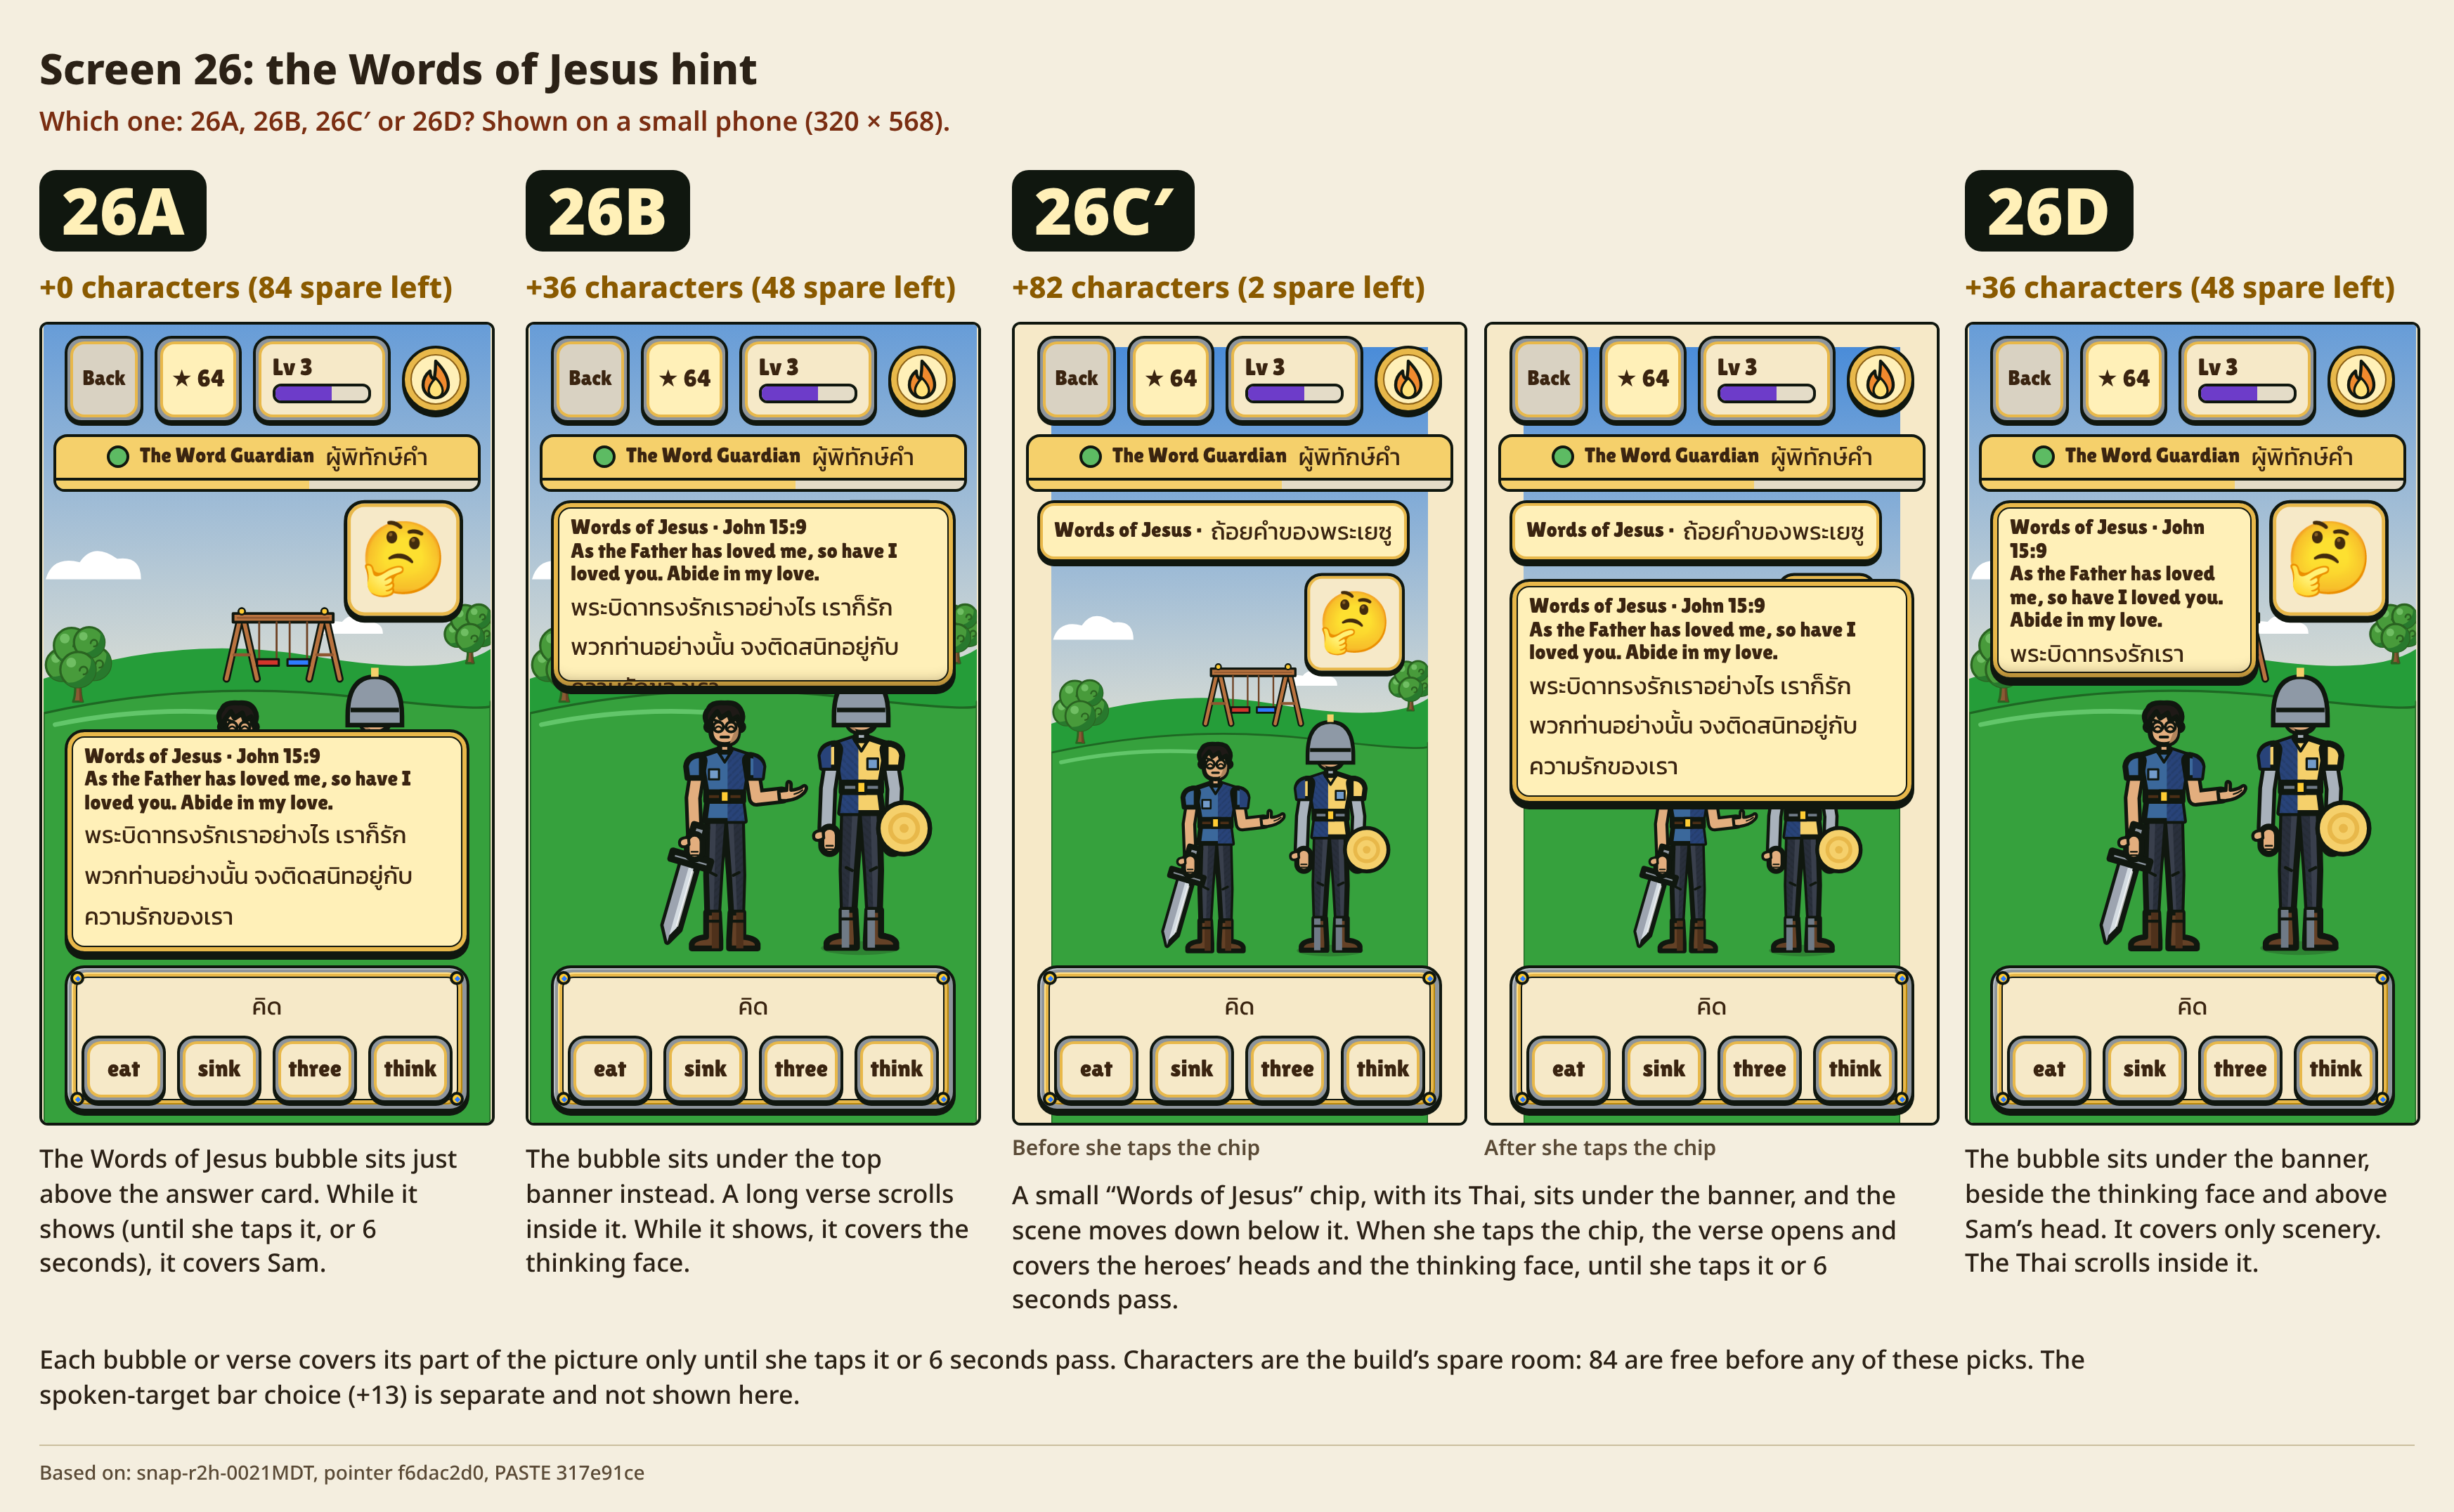 Screen 26: the Words of Jesus hint
Which one: 26A, 26B, 26C′ or 26D? Shown on a small phone (320 × 568).
26A
+0 characters (84 spare left)
Back
★ 64
Lv 3
The Word Guardian ผู้พิทักษ์คำ
Words of Jesus · John 15:9
As the Father has loved me, so have I
loved you. Abide in my love.
พระบิดาทรงรักเราอย่างไร เราก็รัก
พวกท่านอย่างนั้น จงติดสนิทอยู่กับ
ความรักของเรา
คิด
eat
sink
three
think
The Words of Jesus bubble sits just
above the answer card. While it
shows (until she taps it, or 6
seconds), it covers Sam.
26B
+36 characters (48 spare left)
Back
★ 64
Lv 3
The Word Guardian ผู้พิทักษ์คำ
Words of Jesus · John 15:9
As the Father has loved me, so have I
loved you. Abide in my love.
พระบิดาทรงรักเราอย่างไร เราก็รัก
พวกท่านอย่างนั้น จงติดสนิทอยู่กับ
คิด
eat
sink
three
think
The bubble sits under the top
banner instead. A long verse scrolls
inside it. While it shows, it covers the
thinking face.
26C′
+82 characters (2 spare left)
Back
★ 64
Lv 3
The Word Guardian ผู้พิทักษ์คำ
Words of Jesus · ถ้อยคำของพระเยซู
คิด
eat
sink
three
think
Before she taps the chip
Back
★ 64
Lv 3
The Word Guardian ผู้พิทักษ์คำ
Words of Jesus · ถ้อยคำของพระเยซู
Words of Jesus · John 15:9
As the Father has loved me, so have I
loved you. Abide in my love.
พระบิดาทรงรักเราอย่างไร เราก็รัก
พวกท่านอย่างนั้น จงติดสนิทอยู่กับ
ความรักของเรา
คิด
eat
sink
three
think
After she taps the chip
A small “Words of Jesus” chip, with its Thai, sits under the banner, and the
scene moves down below it. When she taps the chip, the verse opens and
covers the heroes’ heads and the thinking face, until she taps it or 6
seconds pass.
26D
+36 characters (48 spare left)
Back
★ 64
Lv 3
The Word Guardian ผู้พิทักษ์คำ
Words of Jesus · John
15:9
As the Father has loved
me, so have I loved you.
Abide in my love.
พระบิดาทรงรักเรา
คิด
eat
sink
three
think
The bubble sits under the banner,
beside the thinking face and above
Sam’s head. It covers only scenery.
The Thai scrolls inside it.
Each bubble or verse covers its part of the picture only until she taps it or 6 seconds pass. Characters are the build’s spare room: 84 are free before any of these picks. The
spoken-target bar choice (+13) is separate and not shown here.
Based on: snap-r2h-0021MDT, pointer f6dac2d0, PASTE 317e91ce